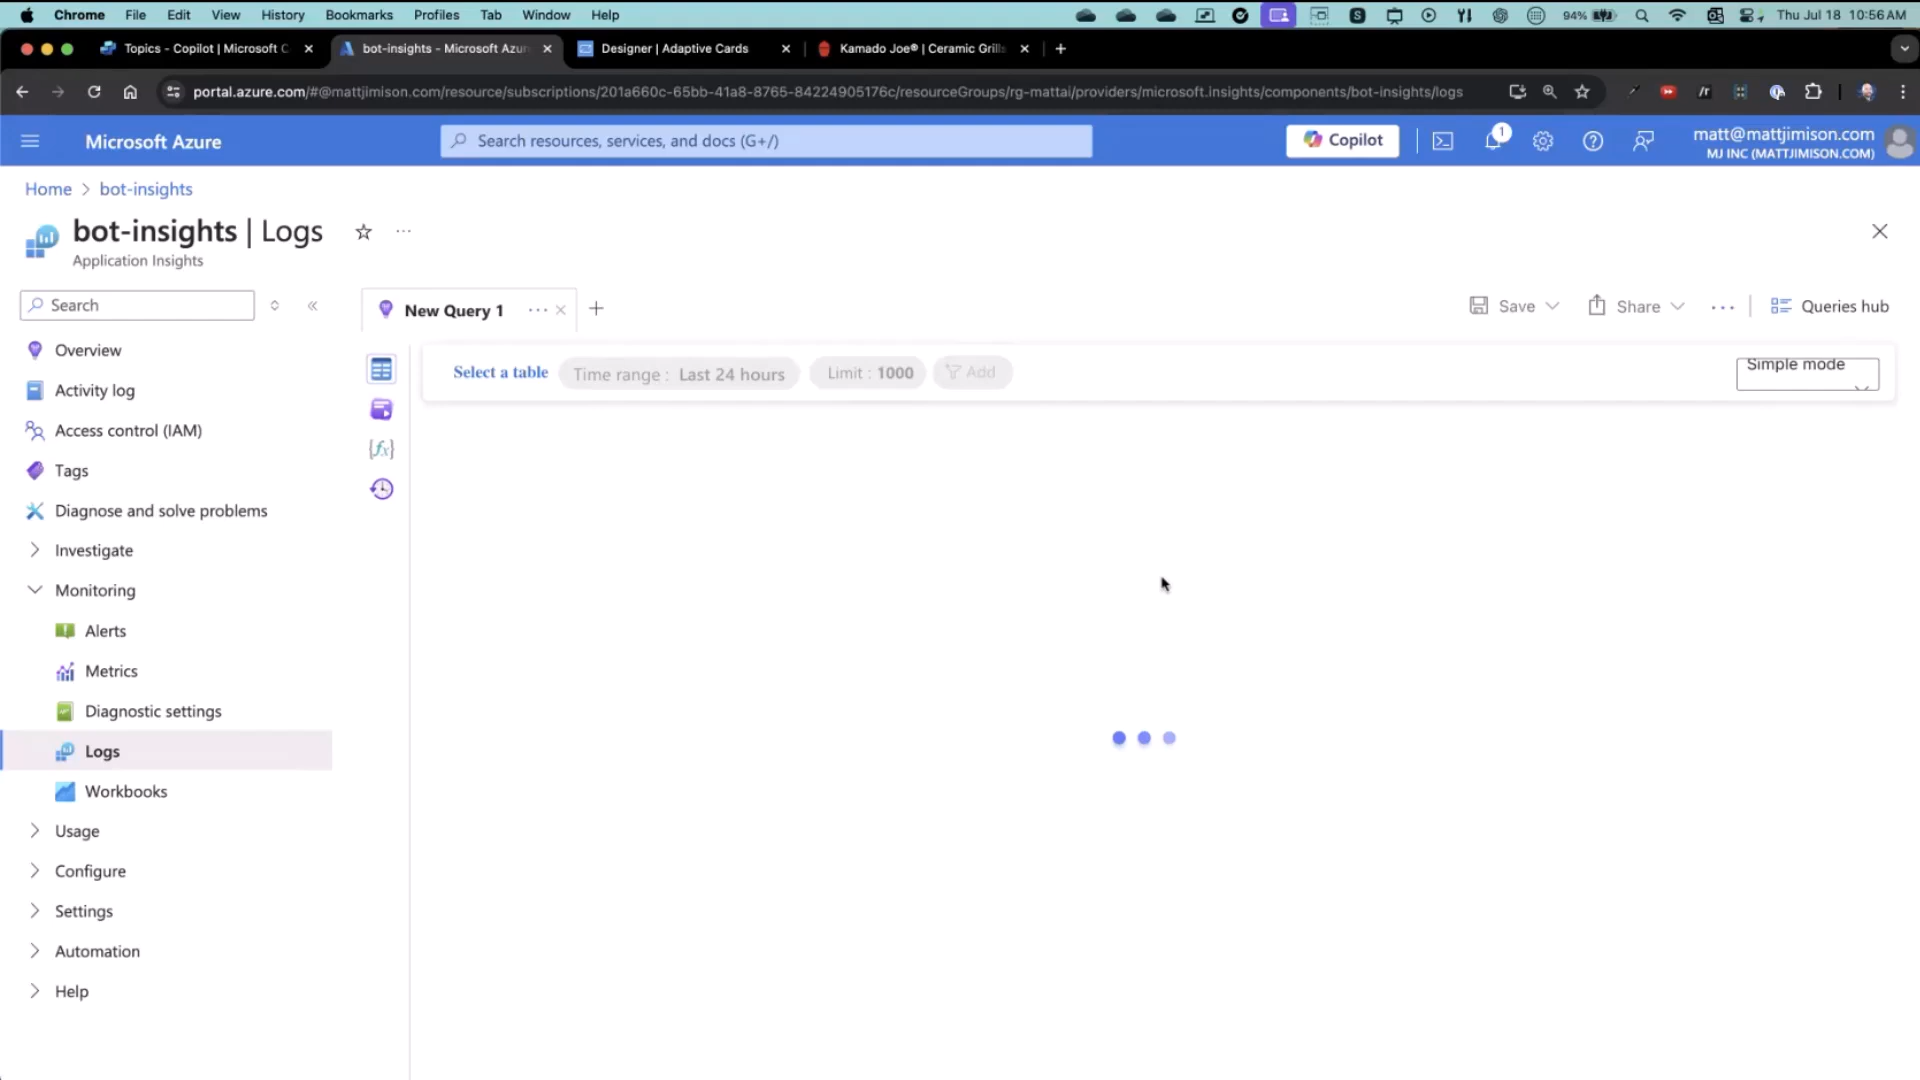 Chrome File Edit View History Bookmarks Profiles Tab Window Help 94% Thu Jul 18 10:56 AM
Topics - Copilot | Microsoft C bot-insights - Microsoft Azur Designer | Adaptive Cards Kamado Joe® | Ceramic Grills
portal.azure.com/#@mattjimison.com/resource/subscriptions/201a660c-65bb-41a8-8765-84224905176c/resourceGroups/rg-mattai/providers/microsoft.insights/components/bot-insights/logs
Microsoft Azure Search resources, services, and docs (G+/) Copilot 1 matt@mattjimison.com
MJ INC (MATTJIMISON.COM)
Home > bot-insights
bot-insights | Logs
Application Insights
Search
New Query 1
Save Share Queries hub
Select a table Time range : Last 24 hours Limit : 1000 Add Simple mode
Overview
Activity log
Access control (IAM)
Tags
Diagnose and solve problems
Investigate
Monitoring
Alerts
Metrics
Diagnostic settings
Logs
Workbooks
Usage
Configure
Settings
Automation
Help